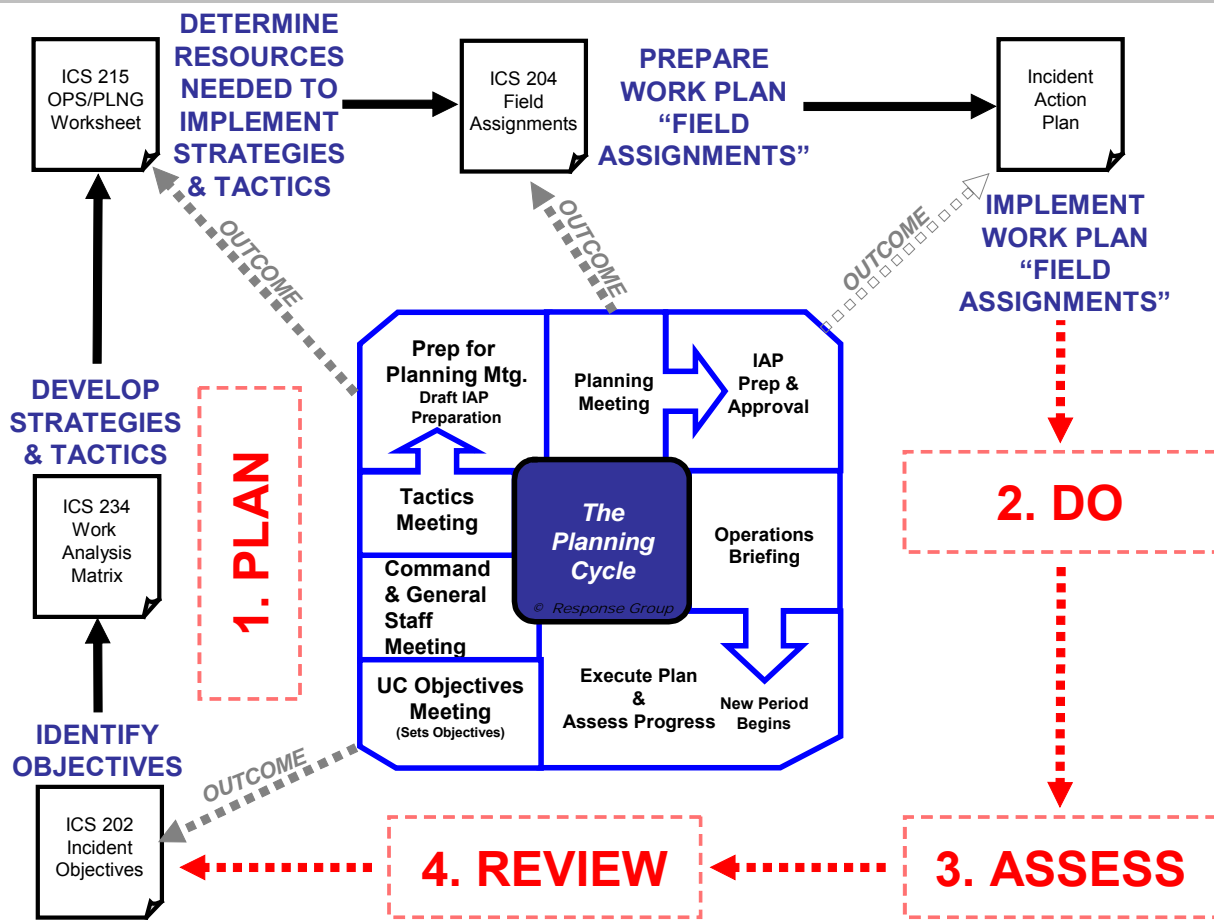 DETERMINE
RESOURCES
NEEDED TO
IMPLEMENT
STRATEGIES
& TACTICS
ICS 215
OPS/PLNG
Worksheet
ICS 204
Field
Assignments
PREPARE
WORK PLAN
“FIELD
ASSIGNMENTS”
Incident
Action
Plan
IMPLEMENT
WORK PLAN
“FIELD
ASSIGNMENTS”
OUTCOME
OUTCOME
OUTCOME
DEVELOP
STRATEGIES
& TACTICS
ICS 234
Work
Analysis
Matrix
1. PLAN
IDENTIFY
OBJECTIVES
ICS 202
Incident
Objectives
OUTCOME
Prep for
Planning Mtg.
Draft IAP
Preparation
Planning
Meeting
IAP
Prep &
Approval
Tactics
Meeting
The
Planning
Cycle
© Response Group
Operations
Briefing
Command
& General
Staff
Meeting
UC Objectives
Meeting
(Sets Objectives)
Execute Plan
&
Assess Progress
New Period
Begins
2. DO
3. ASSESS
4. REVIEW